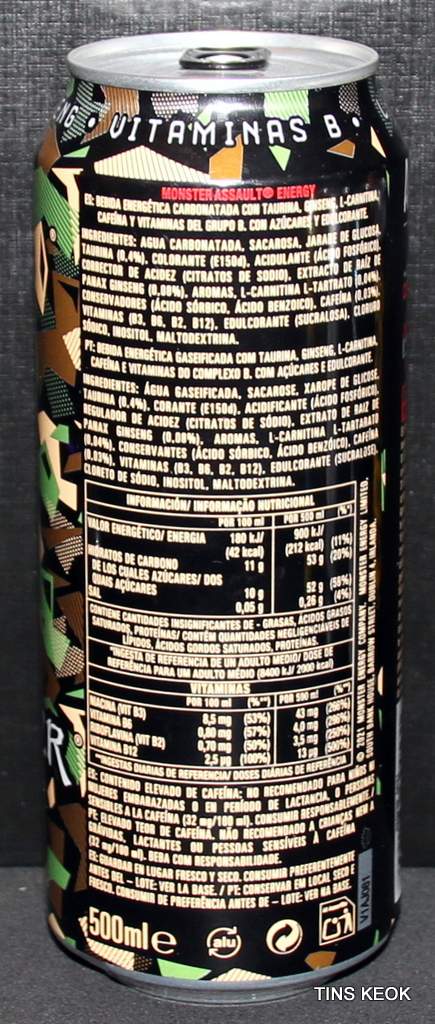 NG • VITAMINAS B •
MONSTER ASSAULT® ENERGY
ES: BEBIDA ENERGÉTICA CARBONATADA CON TAURINA, GINSENG, L-CARNITINA,
CAFEÍNA Y VITAMINAS DEL GRUPO B. CON AZÚCARES Y EDULCORANTE.
INGREDIENTES: AGUA CARBONATADA, SACAROSA, JARABE DE GLUCOSA,
TAURINA (0,4%), COLORANTE (E150d), ACIDULANTE (ÁCIDO FOSFÓRICO),
CORRECTOR DE ACIDEZ (CITRATOS DE SODIO), EXTRACTO DE RAÍZ DE
PANAX GINSENG (0,08%), AROMAS, L-CARNITINA L-TARTRATO (0,04%),
CONSERVADORES (ÁCIDO SÓRBICO, ÁCIDO BENZOICO), CAFEÍNA (0,03%),
VITAMINAS (B3, B6, B2, B12), EDULCORANTE (SUCRALOSA), CLORURO
SÓDICO, INOSITOL, MALTODEXTRINA.
PT: BEBIDA ENERGÉTICA GASEIFICADA COM TAURINA, GINSENG, L-CARNITINA,
CAFEÍNA E VITAMINAS DO COMPLEXO B. COM AÇÚCARES E EDULCORANTE.
INGREDIENTES: ÁGUA GASEIFICADA, SACAROSE, XAROPE DE GLICOSE,
TAURINA (0,4%), CORANTE (E150d), ACIDIFICANTE (ÁCIDO FOSFÓRICO),
REGULADOR DE ACIDEZ (CITRATOS DE SÓDIO), EXTRATO DE RAIZ DE
PANAX GINSENG (0,08%), AROMAS, L-CARNITINA L-TARTARATO
(0,04%), CONSERVANTES (ÁCIDO SÓRBICO, ÁCIDO BENZÓICO), CAFEÍNA
(0,03%), VITAMINAS (B3, B6, B2, B12), EDULCORANTE (SUCRALOSE),
CLORETO DE SÓDIO, INOSITOL, MALTODEXTRINA.
INFORMACIÓN/ INFORMAÇÃO NUTRICIONAL
POR 100 ml POR 500 ml (%*)
VALOR ENERGÉTICO/ ENERGIA 180 kJ/ 900 kJ/
(42 kcal) (212 kcal) (11%)
HIDRATOS DE CARBONO 11 g 53 g (20%)
DE LOS CUALES AZÚCARES/ DOS
QUAIS AÇÚCARES 10 g 52 g (58%)
SAL 0,05 g 0,26 g (4%)
CONTIENE CANTIDADES INSIGNIFICANTES DE - GRASAS, ÁCIDOS GRASOS
SATURADOS, PROTEÍNAS/ CONTÉM QUANTIDADES NEGLIGENCIÁVEIS DE
LÍPIDOS, ÁCIDOS GORDOS SATURADOS, PROTEÍNAS.
*INGESTA DE REFERENCIA DE UN ADULTO MEDIO/ DOSE DE
REFERÊNCIA PARA UM ADULTO MÉDIO (8400 kJ/ 2000 kcal)
VITAMINAS
POR 100 ml (%**) POR 500 ml (%**)
NIACINA (VIT B3) 8,5 mg (53%) 43 mg
VITAMINA B6 0,80 mg (57%) 4,0 mg
RIBOFLAVINA (VIT B2) 0,70 mg (50%) 3,5 mg (250%)
VITAMINA B12 2,5 µg (100%) 13 µg (500%)
**INGESTAS DIARIAS DE REFERENCIA/ DOSES DIÁRIAS DE REFERÊNCIA
ES: CONTENIDO ELEVADO DE CAFEÍNA: NO RECOMENDADO PARA NIÑOS NI
MUJERES EMBARAZADAS O EN PERÍODO DE LACTANCIA, O PERSONAS
SENSIBLES A LA CAFEÍNA (32 mg/100 ml). CONSUMIR RESPONSABLEMENTE./
PT: ELEVADO TEOR DE CAFEÍNA. NÃO RECOMENDADO A CRIANÇAS NEM A
GRÁVIDAS, LACTANTES OU PESSOAS SENSÍVEIS À CAFEÍNA
(32 mg/100 ml). BEBA COM RESPONSABILIDADE.
ES: GUARDAR EN LUGAR FRESCO Y SECO. CONSUMIR PREFERENTEMENTE
ANTES DEL – LOTE: VER LA BASE. / PT: CONSERVAR EM LOCAL SECO E
FRESCO. CONSUMIR DE PREFERÊNCIA ANTES DE – LOTE: VER NA BASE.
© 2021 MONSTER ENERGY COMPANY. MONSTER ENERGY LIMITED,
SOUTH BANK HOUSE, BARROW STREET, DUBLIN 4, IRLANDA.
500ml e alu
V1AJ081
TINS KEOK